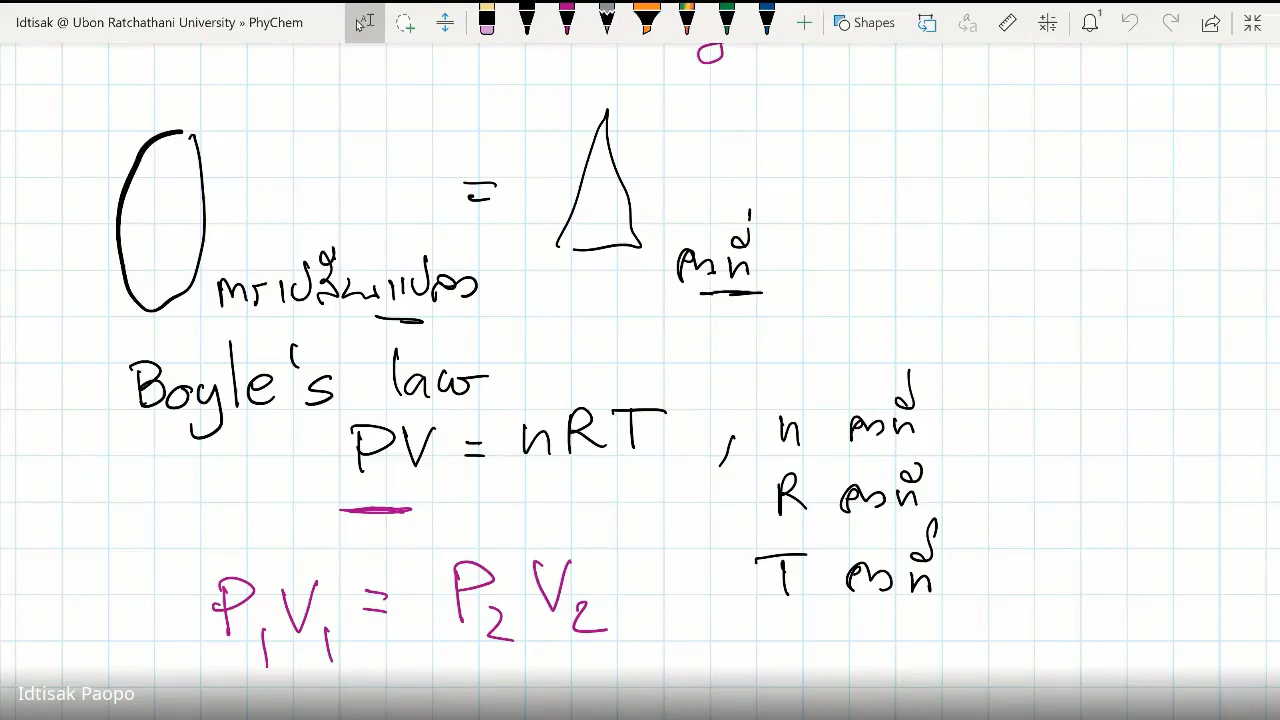 Idtisak @ Ubon Ratchathani University » PhyChem
Shapes
1
=
การเปลี่ยนแปลง
คงที่
Boyle's law
PV = nRT , n คงที่
R คงที่
T คงที่
P₁V₁ = P₂V₂
Idtisak Paopo